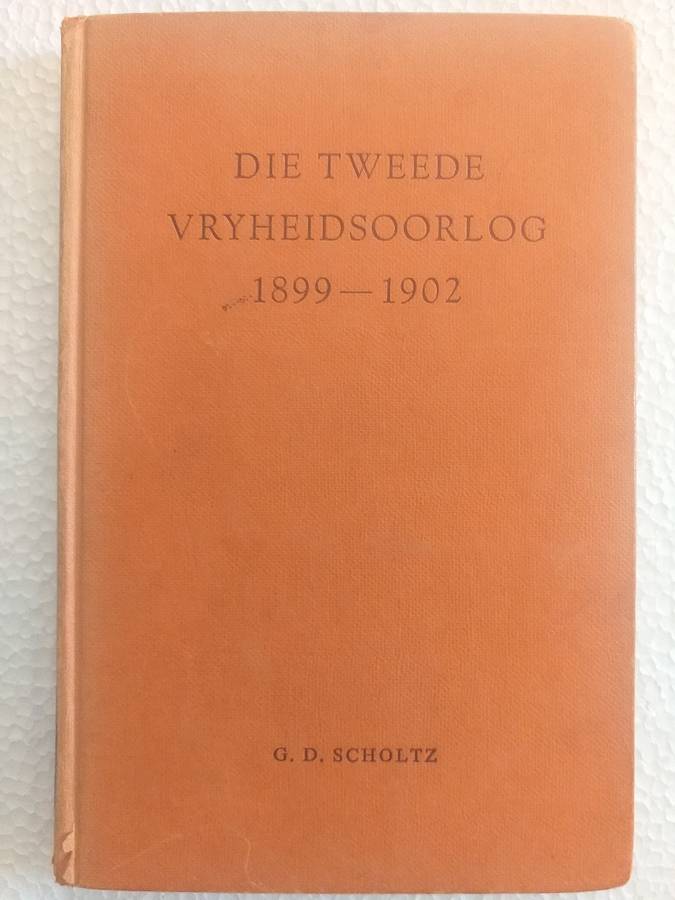 DIE TWEEDE
VRYHEIDSOORLOG
1899—1902
G. D. SCHOLTZ